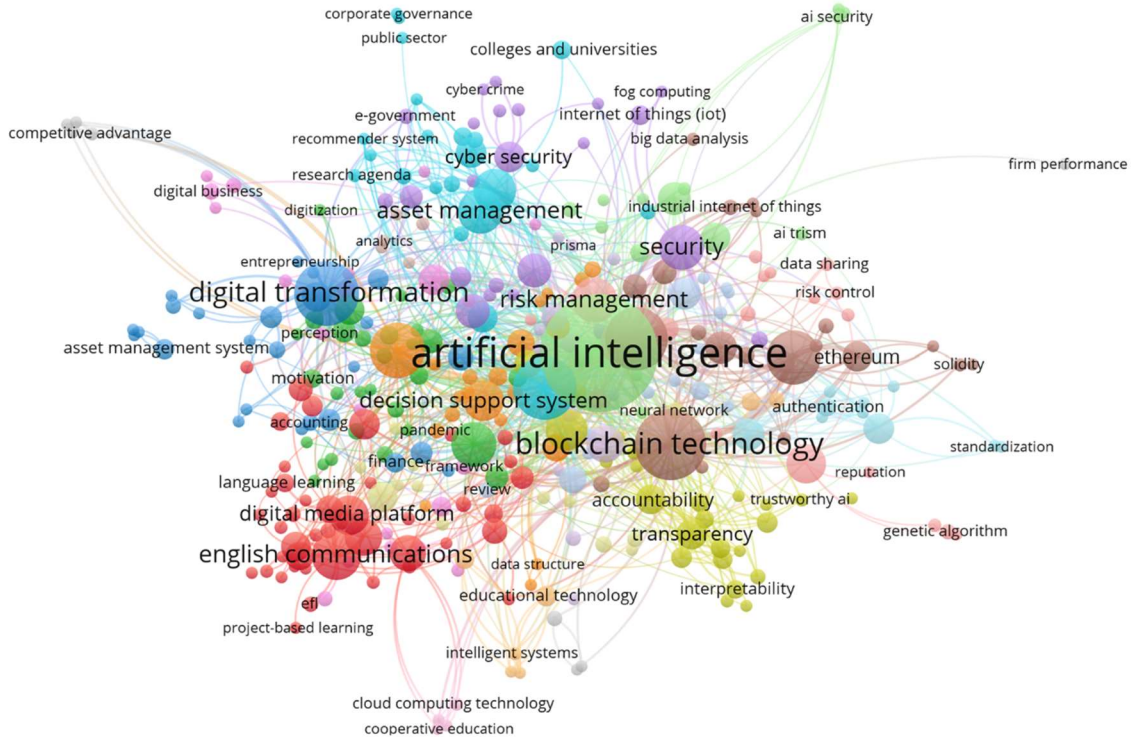 corporate governance
ai security
public sector
colleges and universities
cyber crime
fog computing
e-government
internet of things (iot)
competitive advantage
recommender system
big data analysis
cyber security
firm performance
research agenda
digital business
digitization
asset management
industrial internet of things
analytics
prisma
security
ai trism
entrepreneurship
data sharing
digital transformation
risk management
risk control
perception
asset management system
artificial intelligence
ethereum
solidity
motivation
decision support system
neural network
authentication
accounting
pandemic
blockchain technology
standardization
finance
framework
reputation
language learning
review
accountability
trustworthy ai
digital media platform
transparency
genetic algorithm
english communications
data structure
interpretability
efl
educational technology
project-based learning
intelligent systems
cloud computing technology
cooperative education